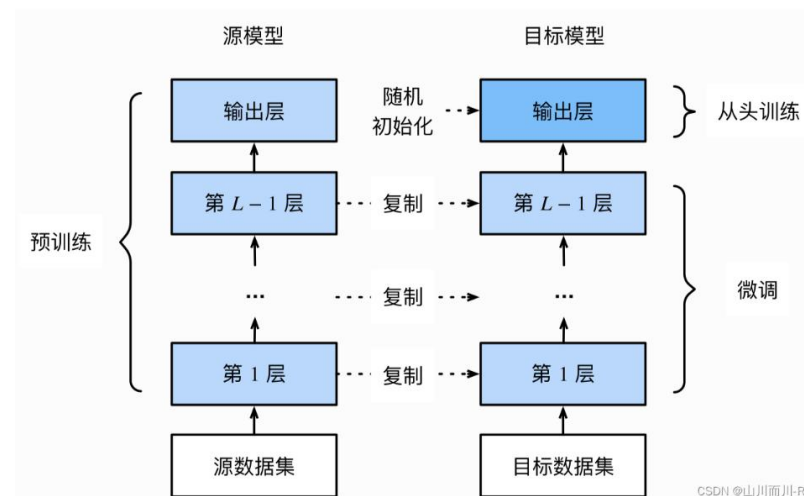 源模型
目标模型
输出层
随机
初始化
输出层
从头训练
第 L − 1 层
复制
第 L − 1 层
预训练
...
复制
...
微调
第 1 层
复制
第 1 层
源数据集
目标数据集
CSDN @山川而川-R